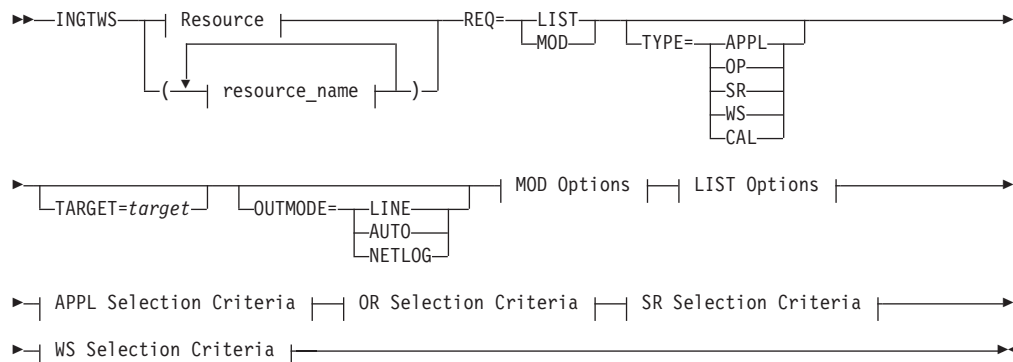 INGTWS Resource REQ= LIST
MOD TYPE= APPL
( resource_name ) OP
SR
WS
CAL
TARGET=target OUTMODE= LINE MOD Options LIST Options
AUTO
NETLOG
APPL Selection Criteria OR Selection Criteria SR Selection Criteria
WS Selection Criteria